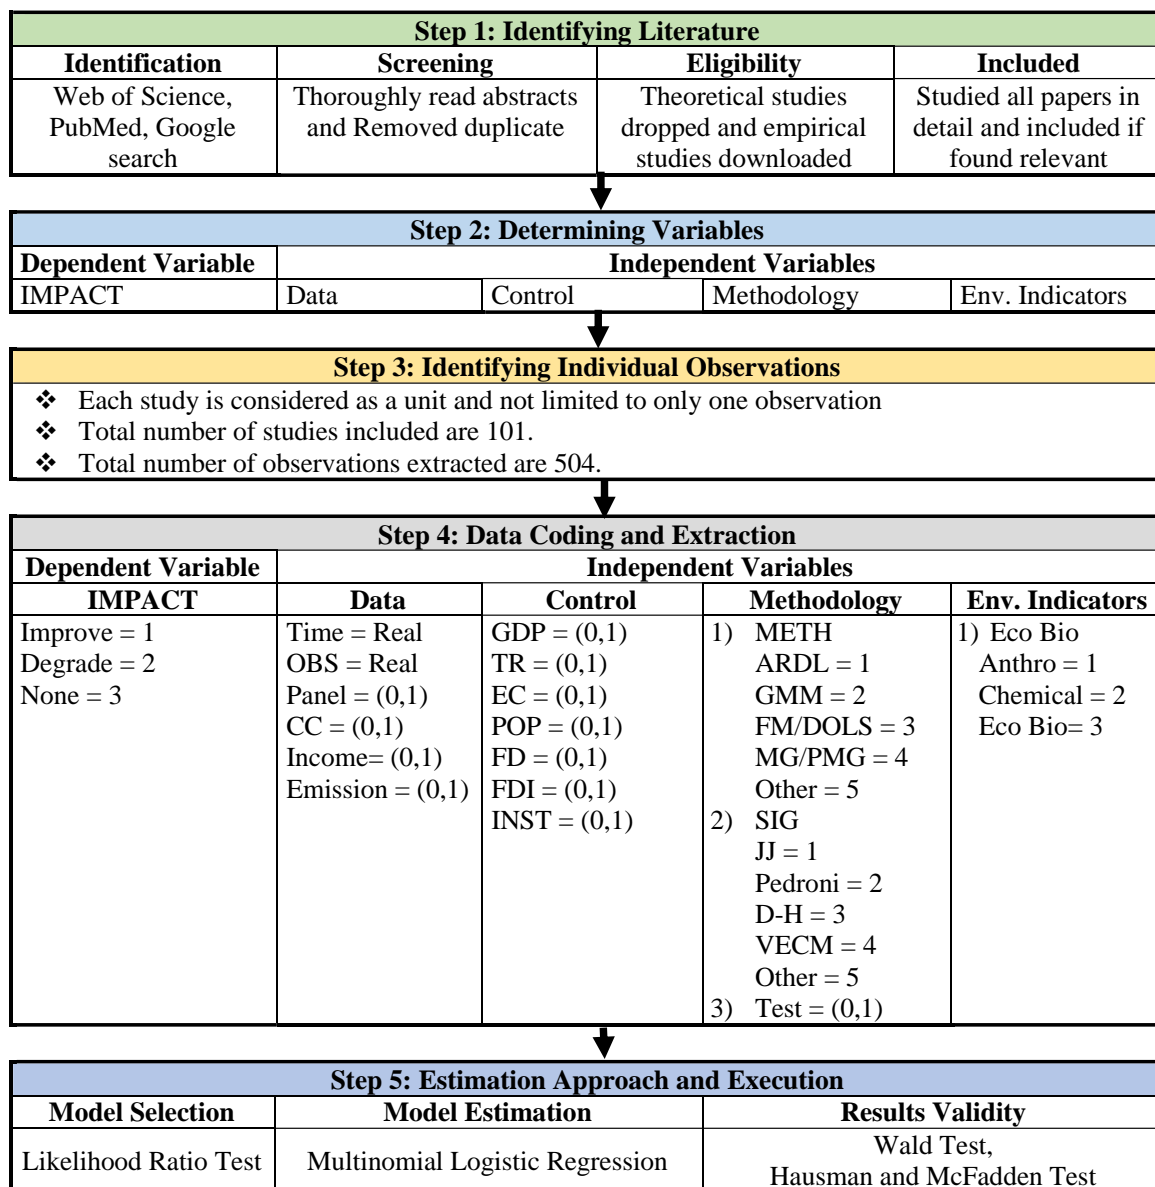 Step 1: Identifying Literature
Identification
Screening
Eligibility
Included
Web of Science,
PubMed, Google
search
Thoroughly read abstracts
and Removed duplicate
Theoretical studies
dropped and empirical
studies downloaded
Studied all papers in
detail and included if
found relevant
Step 2: Determining Variables
Dependent Variable
Independent Variables
IMPACT
Data
Control
Methodology
Env. Indicators
Step 3: Identifying Individual Observations
❖ Each study is considered as a unit and not limited to only one observation
❖ Total number of studies included are 101.
❖ Total number of observations extracted are 504.
Step 4: Data Coding and Extraction
Dependent Variable
Independent Variables
IMPACT
Data
Control
Methodology
Env. Indicators
Improve = 1
Degrade = 2
None = 3
Time = Real
OBS = Real
Panel = (0,1)
CC = (0,1)
Income= (0,1)
Emission = (0,1)
GDP = (0,1)
TR = (0,1)
EC = (0,1)
POP = (0,1)
FD = (0,1)
FDI = (0,1)
INST = (0,1)
1) METH
ARDL = 1
GMM = 2
FM/DOLS = 3
MG/PMG = 4
Other = 5
2) SIG
JJ = 1
Pedroni = 2
D-H = 3
VECM = 4
Other = 5
3) Test = (0,1)
1) Eco Bio
Anthro = 1
Chemical = 2
Eco Bio= 3
Step 5: Estimation Approach and Execution
Model Selection
Model Estimation
Results Validity
Likelihood Ratio Test
Multinomial Logistic Regression
Wald Test,
Hausman and McFadden Test